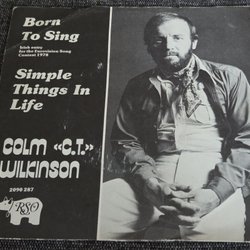 Born
To Sing
Irish entry
for the Eurovision Song
Contest 1978
Simple
Things In
Life
COLM «C.T.»
WILKINSON
2090 287
RSO